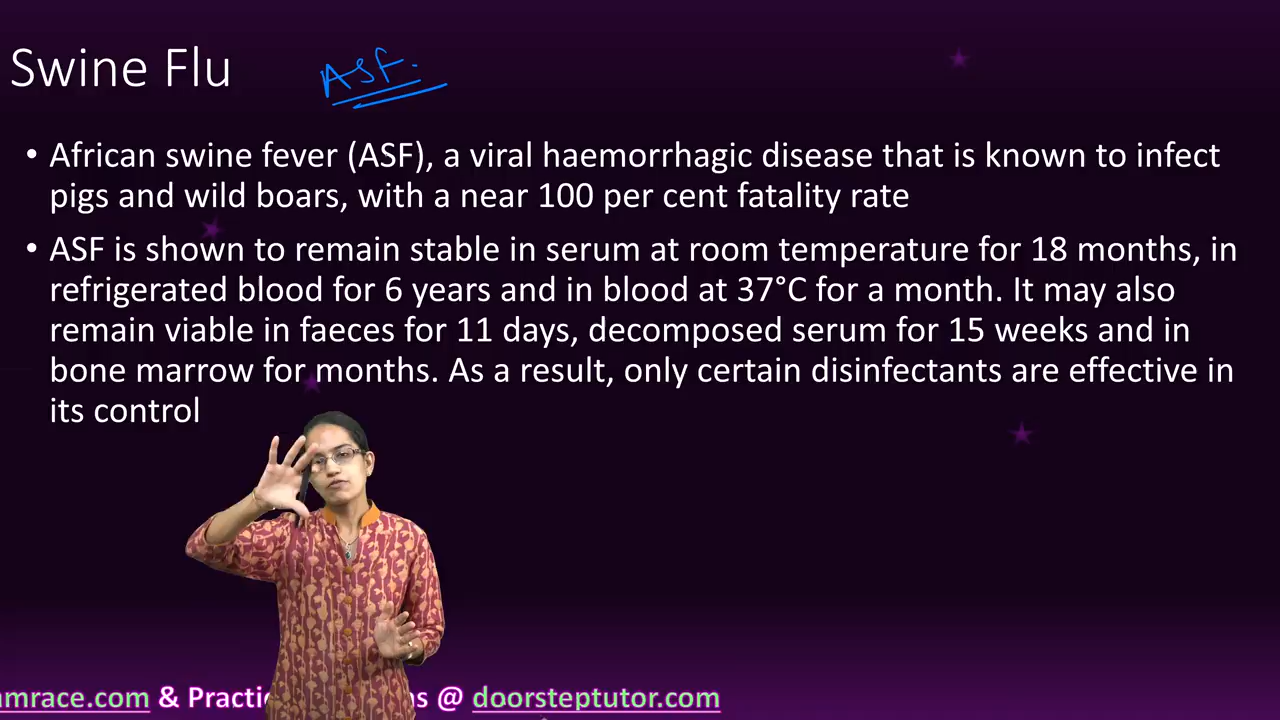 Swine Flu ASF.
• African swine fever (ASF), a viral haemorrhagic disease that is known to infect
pigs and wild boars, with a near 100 per cent fatality rate
• ASF is shown to remain stable in serum at room temperature for 18 months, in
refrigerated blood for 6 years and in blood at 37°C for a month. It may also
remain viable in faeces for 11 days, decomposed serum for 15 weeks and in
bone marrow for months. As a result, only certain disinfectants are effective in
its control
amrace.com & Practi s @ doorsteptutor.com